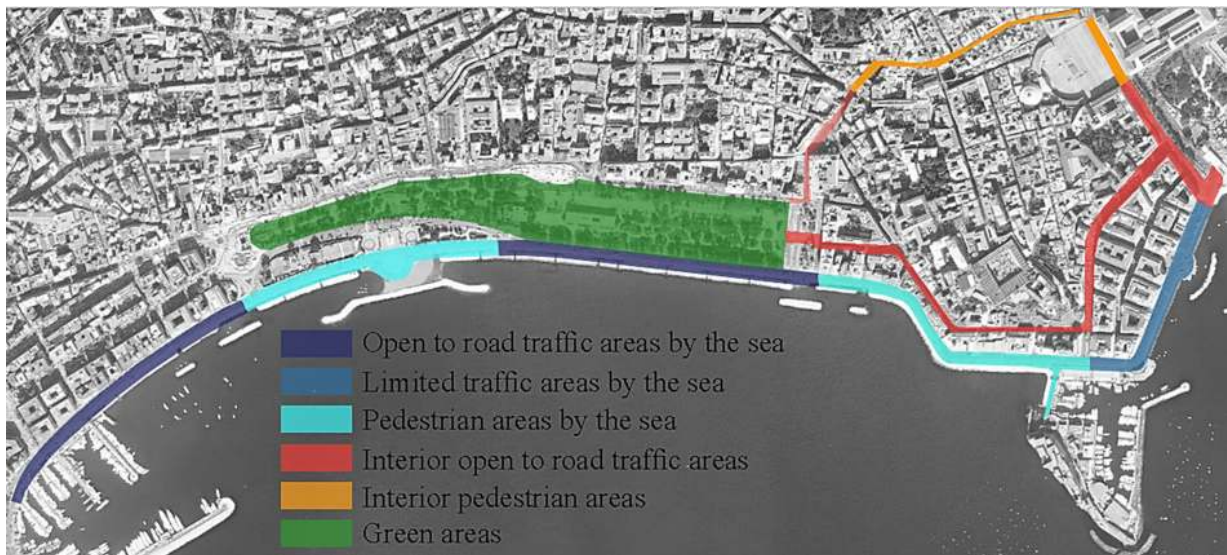 Open to road traffic areas by the sea
Limited traffic areas by the sea
Pedestrian areas by the sea
Interior open to road traffic areas
Interior pedestrian areas
Green areas